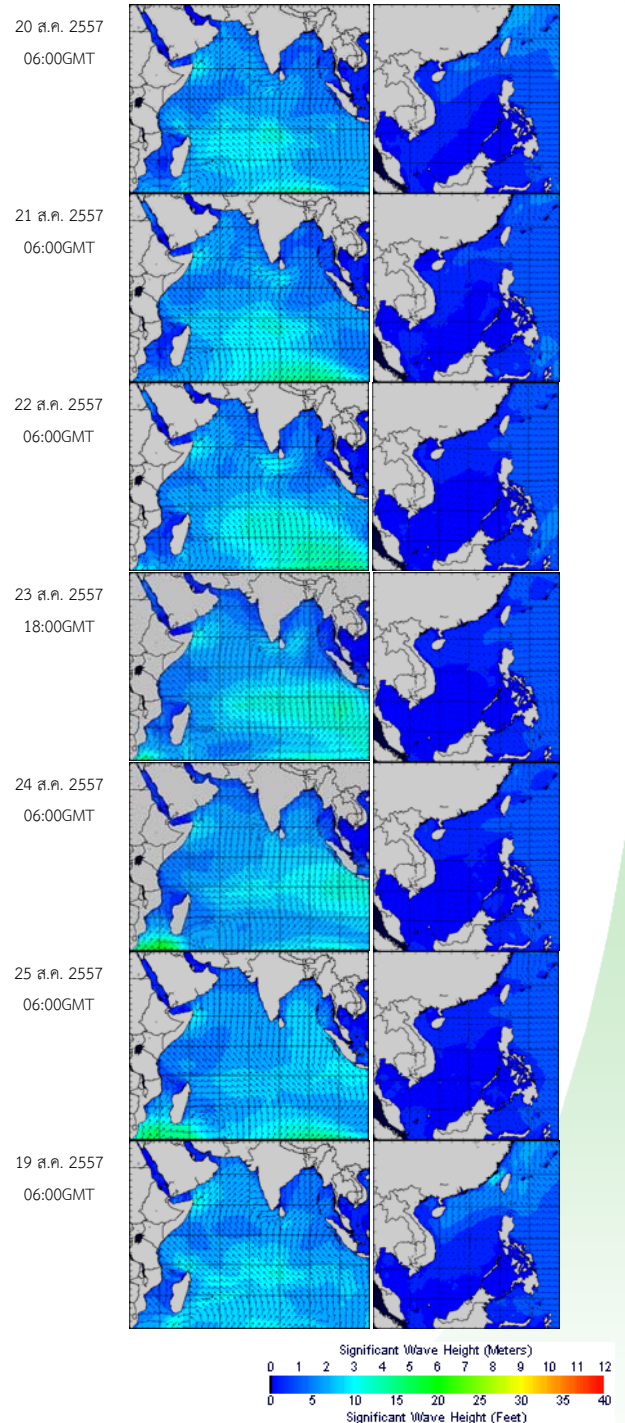 20 ส.ค. 2557
06:00GMT
21 ส.ค. 2557
06:00GMT
22 ส.ค. 2557
06:00GMT
23 ส.ค. 2557
18:00GMT
24 ส.ค. 2557
06:00GMT
25 ส.ค. 2557
06:00GMT
19 ส.ค. 2557
06:00GMT
Significant Wave Height (Meters)
0 1 2 3 4 5 6 7 8 9 10 11 12
0 5 10 15 20 25 30 35 40
Significant Wave Height (Feet)